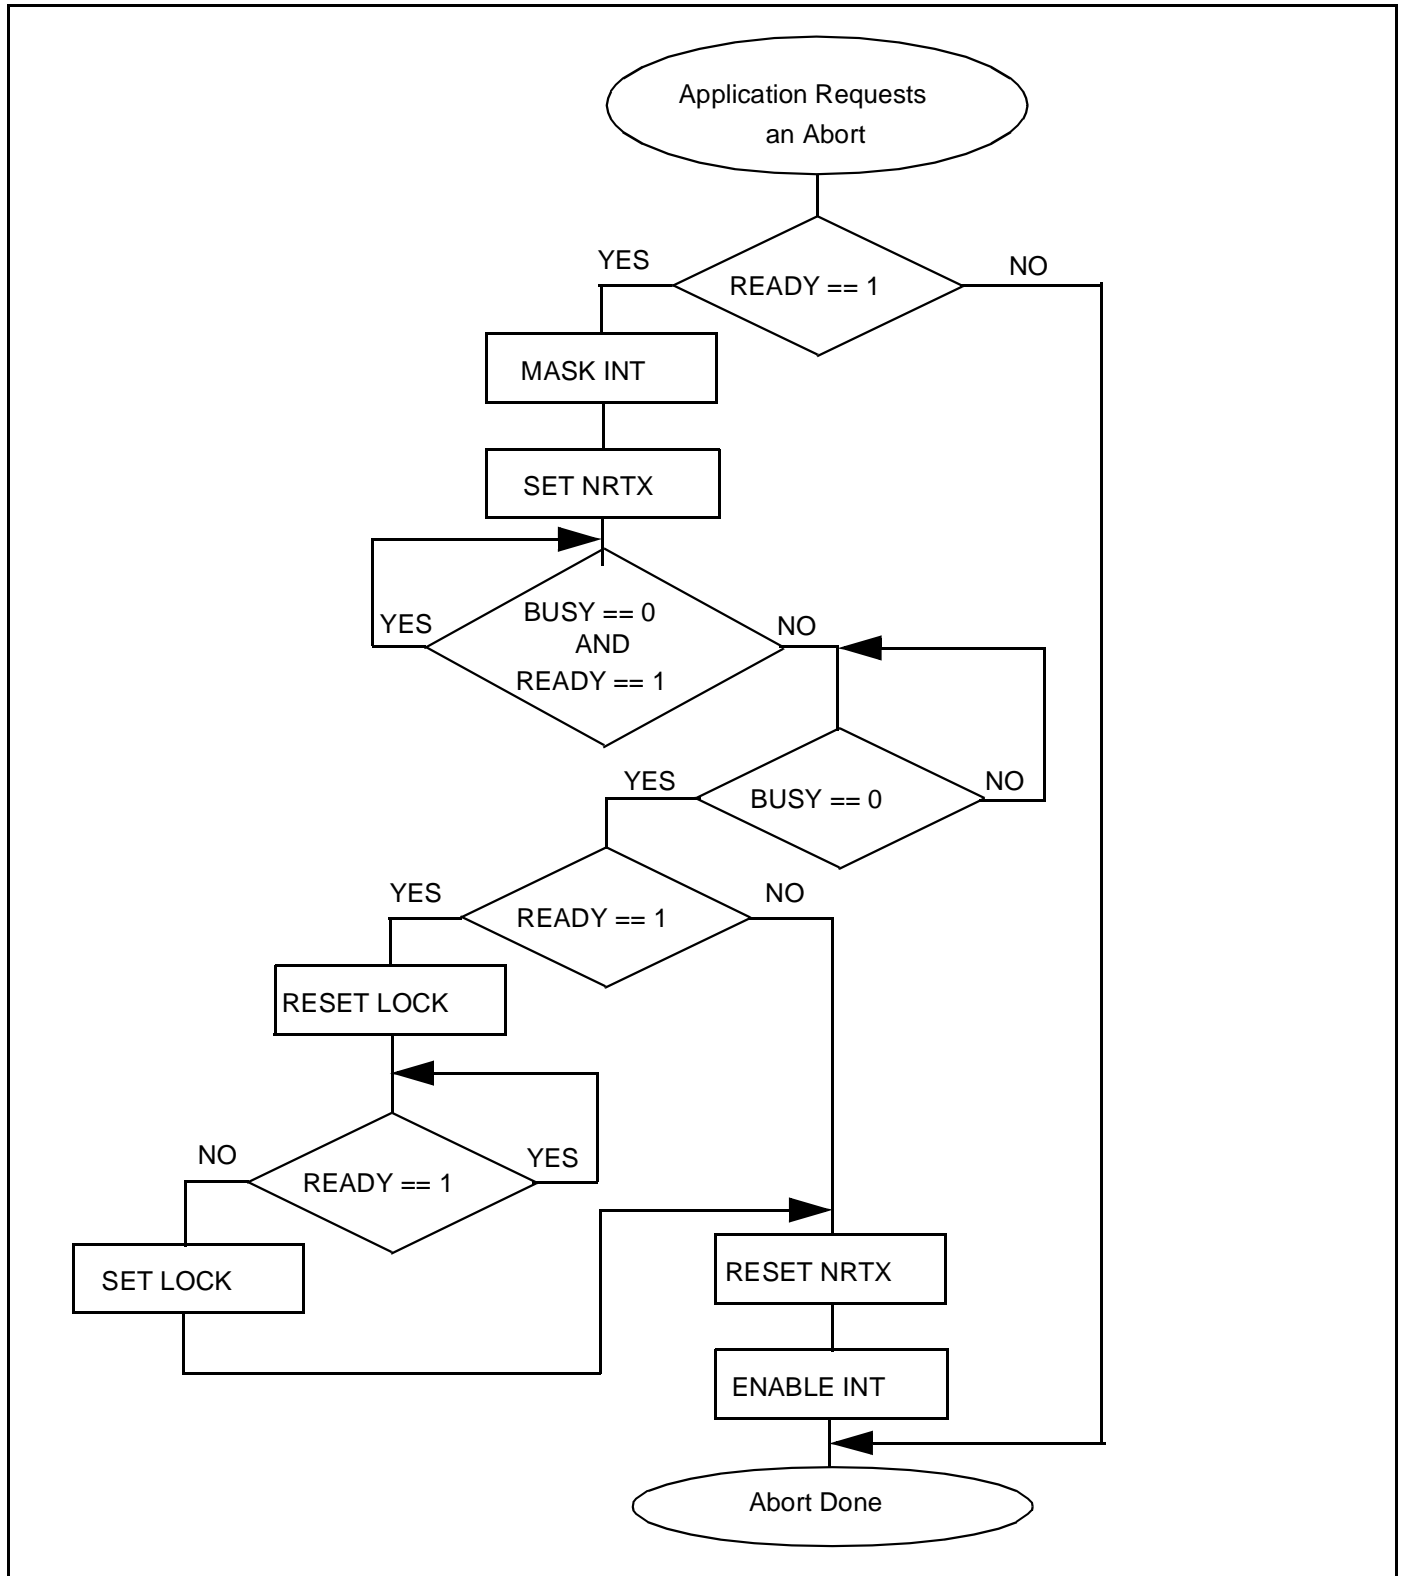 Application Requests
an Abort
YES
NO
READY == 1
MASK INT
SET NRTX
BUSY == 0
YES
NO
AND
READY == 1
YES
NO
BUSY == 0
YES
NO
READY == 1
RESET LOCK
NO
YES
READY == 1
SET LOCK
RESET NRTX
ENABLE INT
Abort Done